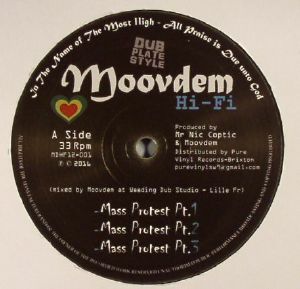 In The Name of The Most High - All Praise is Due unto God
DUB
PLATE
STYLE
Moovdem
Hi-Fi
A Side
33 Rpm
MDHF12-001
℗ © 2016
Produced by
Mr Nic Coptic
& Moovdem
Distributed by Pure
Vinyl Records-Brixton
purevinylsw9@gmail.com
(mixed by Moovdem at Weeding Dub Studio - Lille Fr)
-Mass Protest Pt.1
-Mass Protest Pt.2
-Mass Protest Pt.3